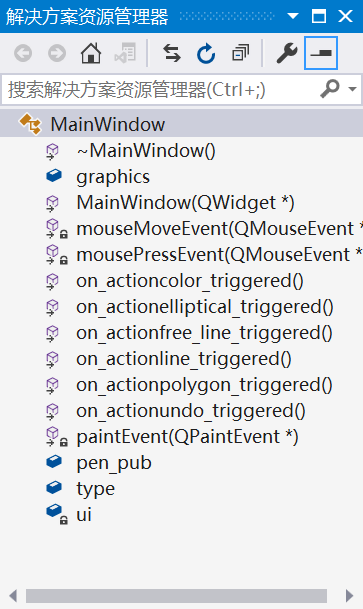 解决方案资源管理器
搜索解决方案资源管理器(Ctrl+;)
MainWindow
~MainWindow()
graphics
MainWindow(QWidget *)
mouseMoveEvent(QMouseEvent *
mousePressEvent(QMouseEvent *
on_actioncolor_triggered()
on_actionelliptical_triggered()
on_actionfree_line_triggered()
on_actionline_triggered()
on_actionpolygon_triggered()
on_actionundo_triggered()
paintEvent(QPaintEvent *)
pen_pub
type
ui